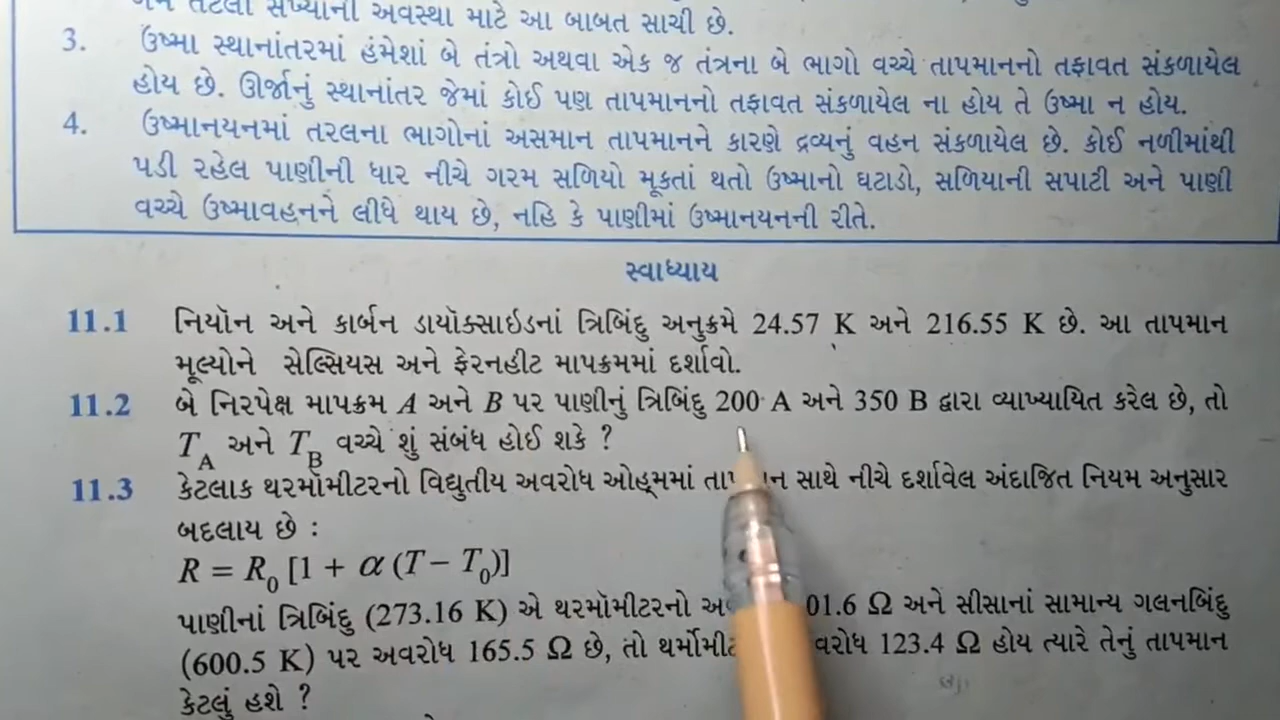 સંખ્યાની અવસ્થા માટે આ બાબત સાચી છે.
3. ઉષ્મા સ્થાનાંતરમાં હંમેશાં બે તંત્રો અથવા એક જ તંત્રના બે ભાગો વચ્ચે તાપમાનનો તફાવત સંકળાયેલ
હોય છે. ઊર્જાનું સ્થાનાંતર જેમાં કોઈ પણ તાપમાનનો તફાવત સંકળાયેલ ના હોય તે ઉષ્મા ન હોય.
4. ઉષ્માનયનમાં તરલના ભાગોનાં અસમાન તાપમાનને કારણે દ્રવ્યનું વહન સંકળાયેલ છે. કોઈ નળીમાંથી
પડી રહેલ પાણીની ધાર નીચે ગરમ સળિયો મૂકતાં થતો ઉષ્માનો ઘટાડો, સળિયાની સપાટી અને પાણી
વચ્ચે ઉષ્માવહનને લીધે થાય છે, નહિ કે પાણીમાં ઉષ્માનયનની રીતે.
સ્વાધ્યાય
11.1 નિયૉન અને કાર્બન ડાયૉક્સાઇડનાં ત્રિબિંદુ અનુક્રમે 24.57 K અને 216.55 K છે. આ તાપમાન
મૂલ્યોને સેલ્સિયસ અને ફેરનહીટ માપક્રમમાં દર્શાવો.
11.2 બે નિરપેક્ષ માપક્રમ A અને B પર પાણીનું ત્રિબિંદુ 200 A અને 350 B દ્વારા વ્યાખ્યાયિત કરેલ છે, તો
T_A અને T_B વચ્ચે શું સંબંધ હોઈ શકે ?
11.3 કેટલાક થરમૉમીટરનો વિદ્યુતીય અવરોધ ઓહ્મમાં સાથે નીચે દર્શાવેલ અંદાજિત નિયમ અનુસાર
બદલાય છે :
R = R₀ [1 + α (T – T₀)]
પાણીનાં ત્રિબિંદુ (273.16 K) એ થરમૉમીટરનો 01.6 Ω અને સીસાનાં સામાન્ય ગલનબિંદુ
(600.5 K) પર અવરોધ 165.5 Ω છે, તો 123.4 Ω હોય ત્યારે તેનું તાપમાન
કેટલું હશે ?